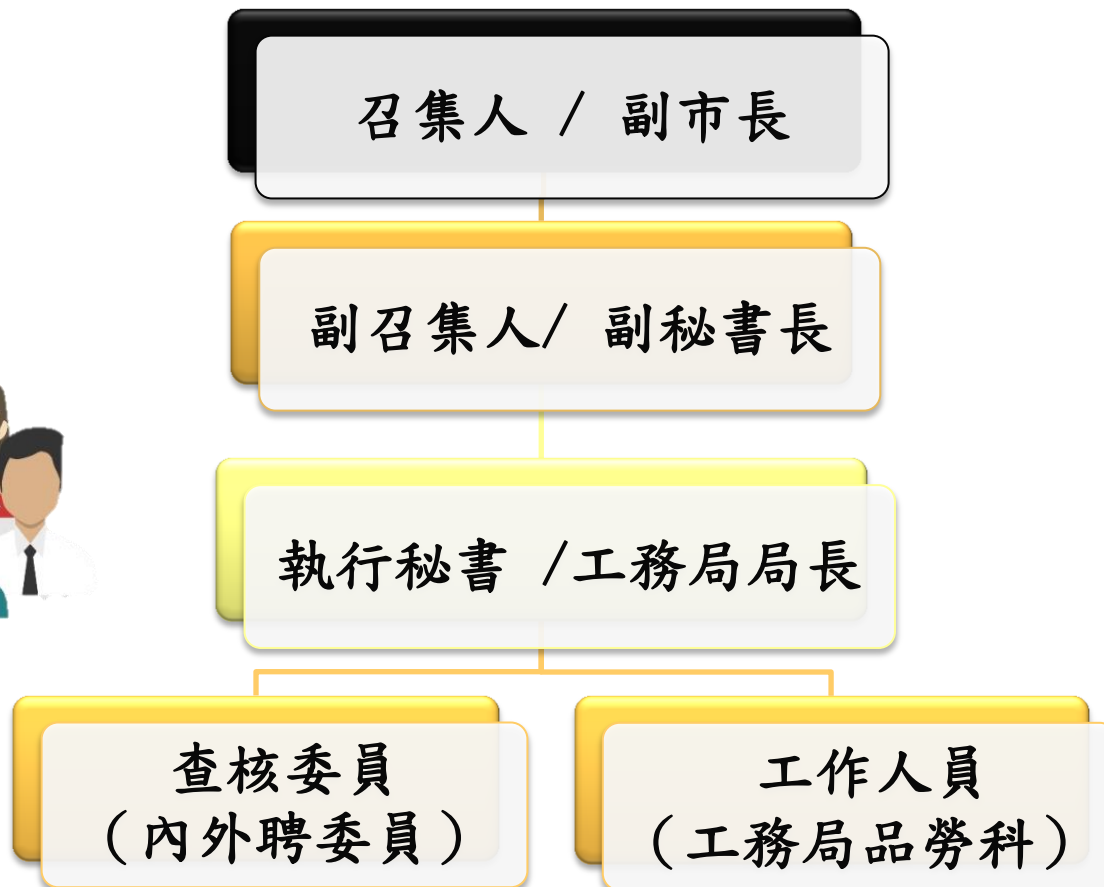 召集人 / 副市長
副召集人/ 副秘書長
執行秘書 /工務局局長
查核委員
(內外聘委員)
工作人員
(工務局品勞科)